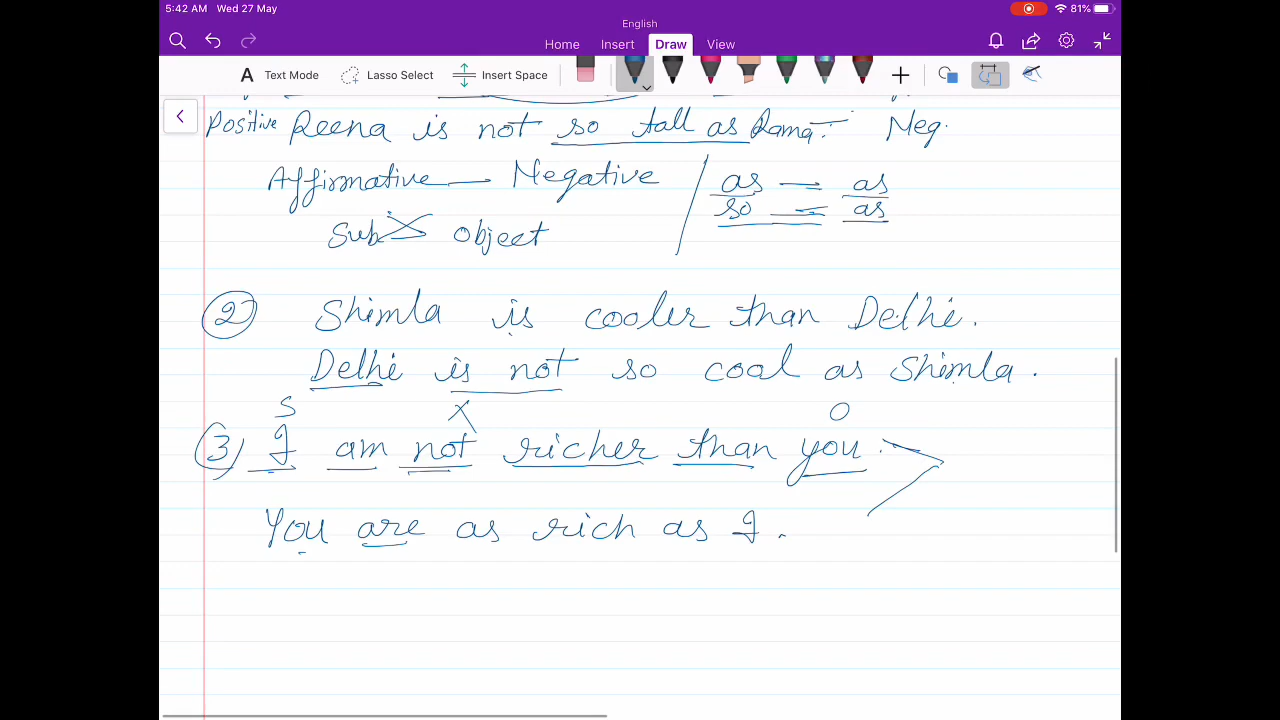 5:42 AM Wed 27 May
81%
English
Home Insert Draw View
A Text Mode Lasso Select Insert Space
Positive Reena is not so tall as Rama. Neg.
Affirmative — Negative
as — as
so = as
Sub object
2 Shimla is cooler than Delhi.
Delhi is not so coal as Shimla.
S X O
3) I am not richer than you.
You are as rich as I.